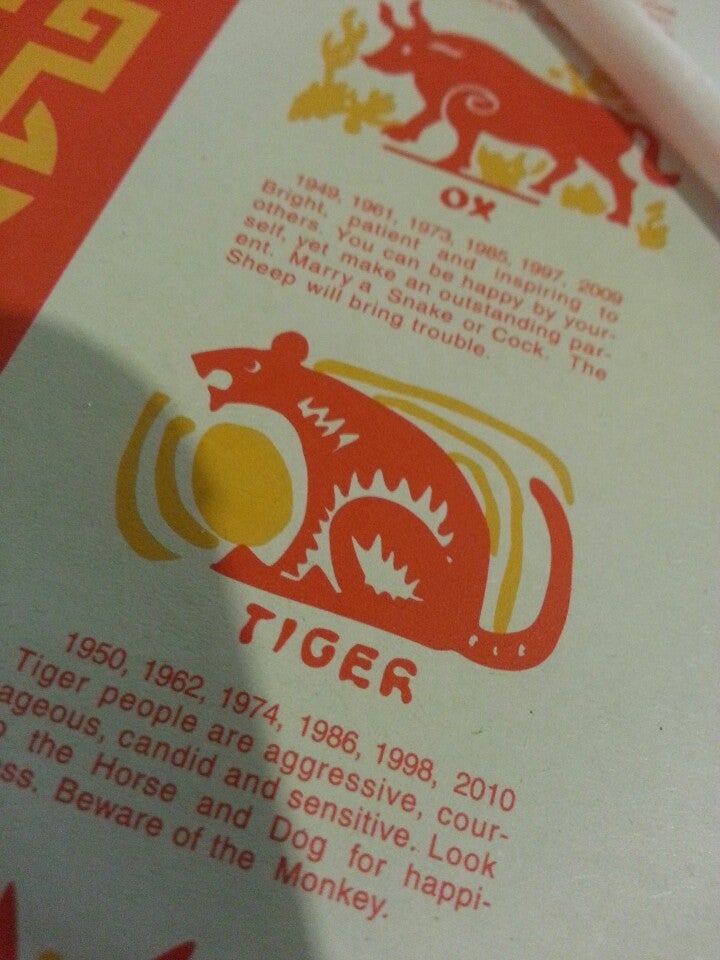 OX
1949, 1961, 1973, 1985, 1997, 2009
Bright, patient and inspiring to
others. You can be happy by your-
self, yet make an outstanding par-
ent. Marry a Snake or Cock. The
Sheep will bring trouble.
TIGER
1950, 1962, 1974, 1986, 1998, 2010
Tiger people are aggressive, cour-
ageous, candid and sensitive. Look
the Horse and Dog for happi-
ess. Beware of the Monkey.